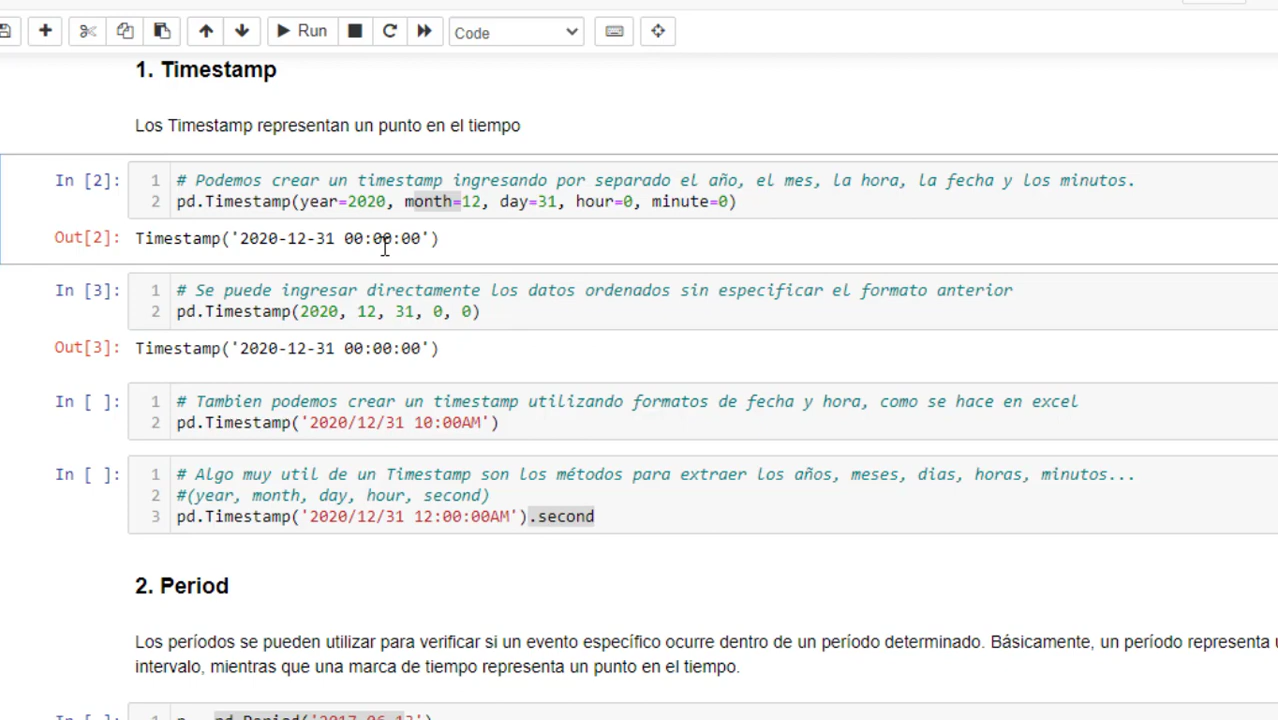 Run
Code
1. Timestamp
Los Timestamp representan un punto en el tiempo
In [2]:
1 # Podemos crear un timestamp ingresando por separado el año, el mes, la hora, la fecha y los minutos.
2 pd.Timestamp(year=2020, month=12, day=31, hour=0, minute=0)
Out[2]: Timestamp('2020-12-31 00:00:00')
In [3]:
1 # Se puede ingresar directamente los datos ordenados sin especificar el formato anterior
2 pd.Timestamp(2020, 12, 31, 0, 0)
Out[3]: Timestamp('2020-12-31 00:00:00')
In [ ]:
1 # Tambien podemos crear un timestamp utilizando formatos de fecha y hora, como se hace en excel
2 pd.Timestamp('2020/12/31 10:00AM')
In [ ]:
1 # Algo muy util de un Timestamp son los métodos para extraer los años, meses, dias, horas, minutos...
2 #(year, month, day, hour, second)
3 pd.Timestamp('2020/12/31 12:00:00AM').second
2. Period
Los períodos se pueden utilizar para verificar si un evento específico ocurre dentro de un período determinado. Básicamente, un período representa
intervalo, mientras que una marca de tiempo representa un punto en el tiempo.
In [ ]:
1 pd.Period('2017-06-13')